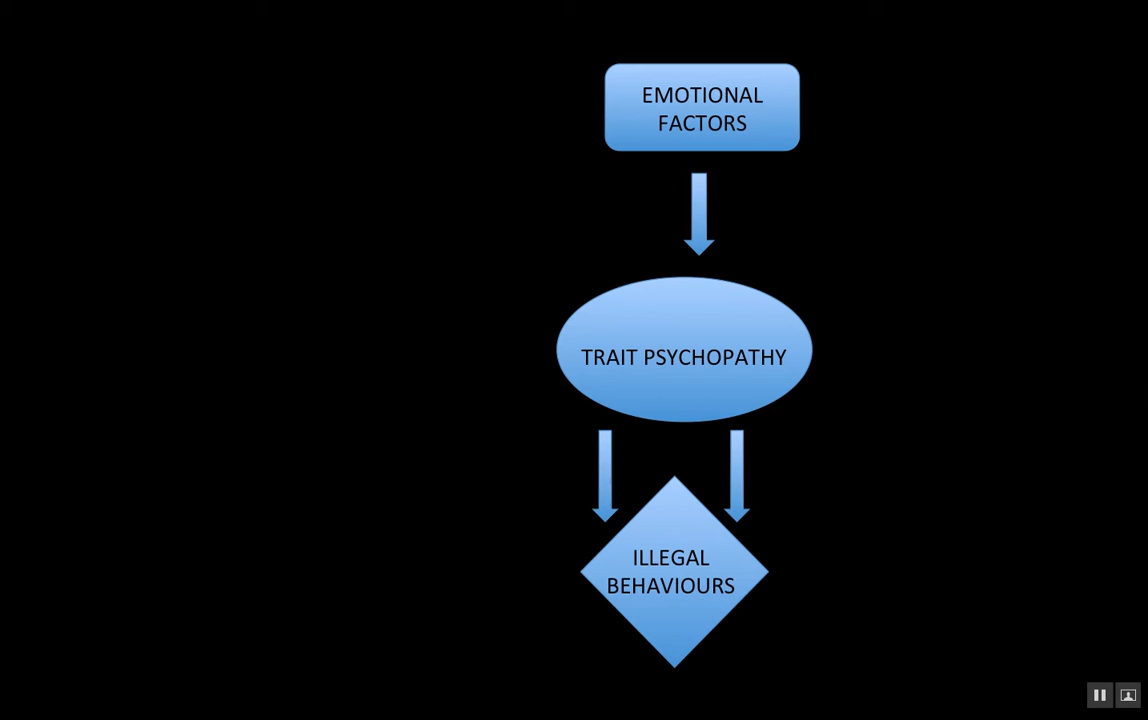 EMOTIONAL
FACTORS
TRAIT PSYCHOPATHY
ILLEGAL
BEHAVIOURS